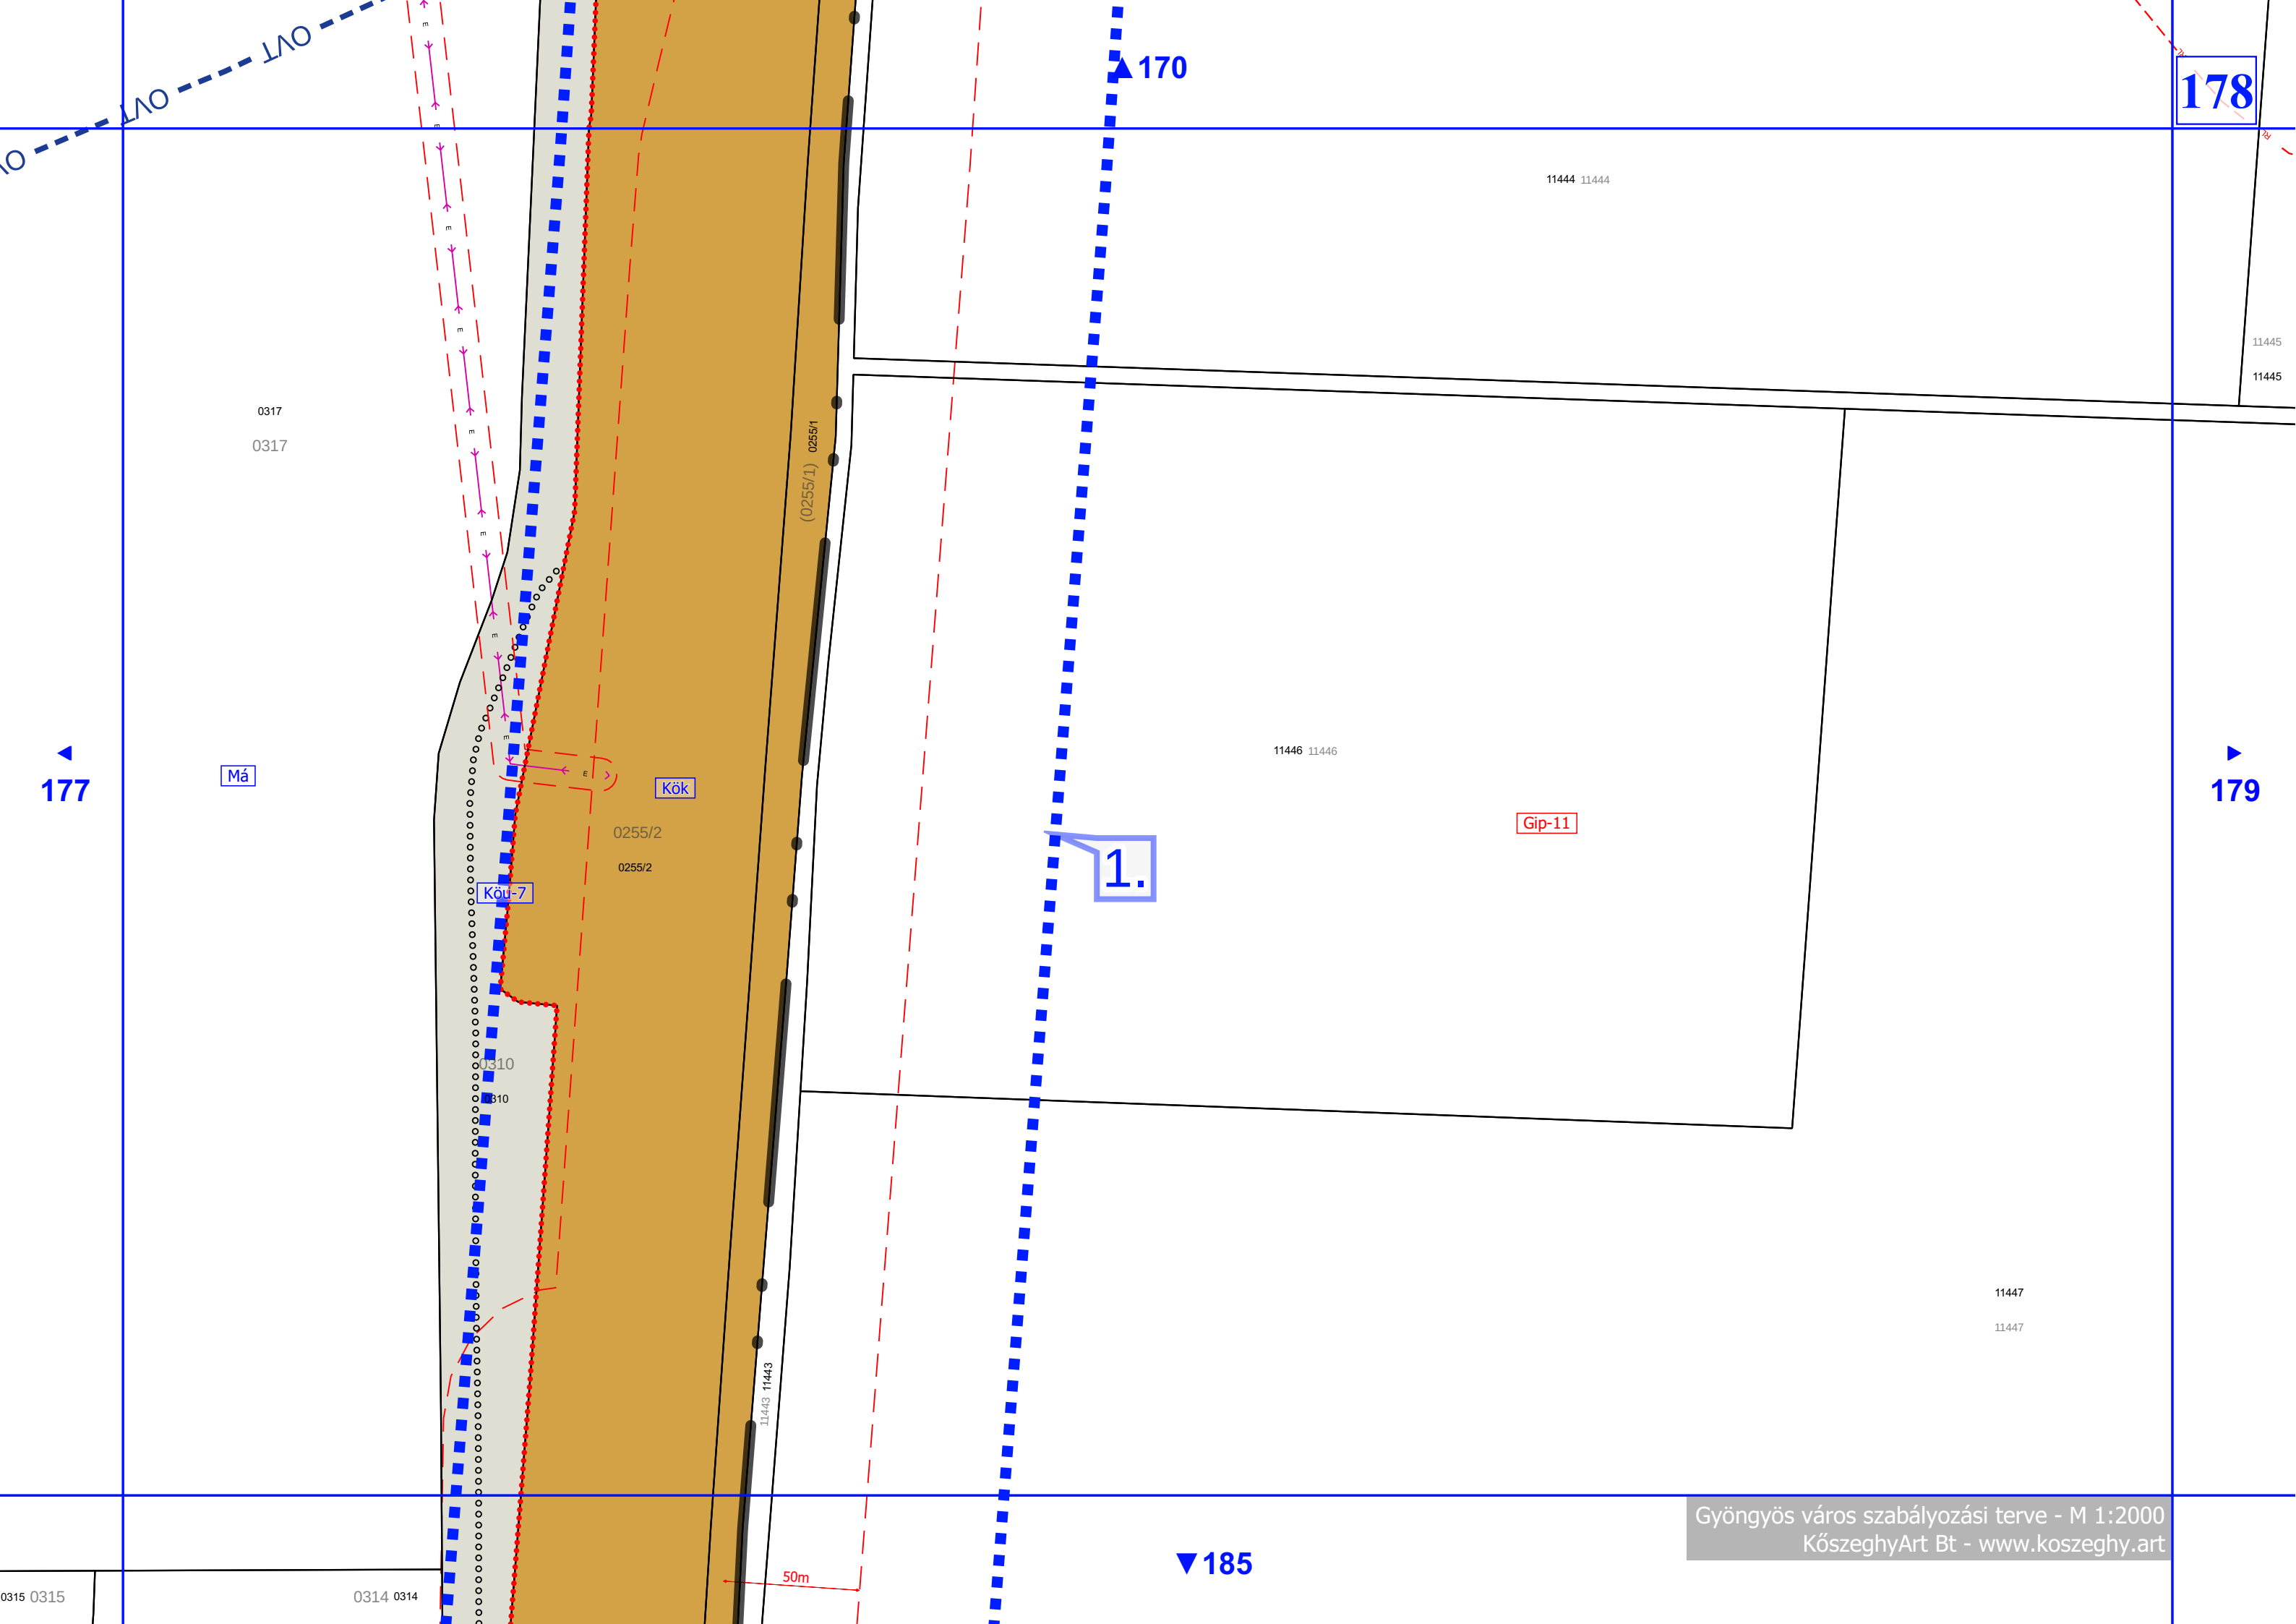 OVT
OVT
▲170
178
11444 11444
11445
11445
0317
0317
0255/1
(0255/1)
11446 11446
◄
177
Má
Kök
►
179
Gip-11
0255/2
0255/2
1.
Köu-7
0310
0310
11447
11447
11443
11443
Gyöngyös város szabályozási terve - M 1:2000
KőszeghyArt Bt - www.koszeghy.art
▼185
50m
0315 0315
0314 0314
E
E
E
E
E
E
E
E
E